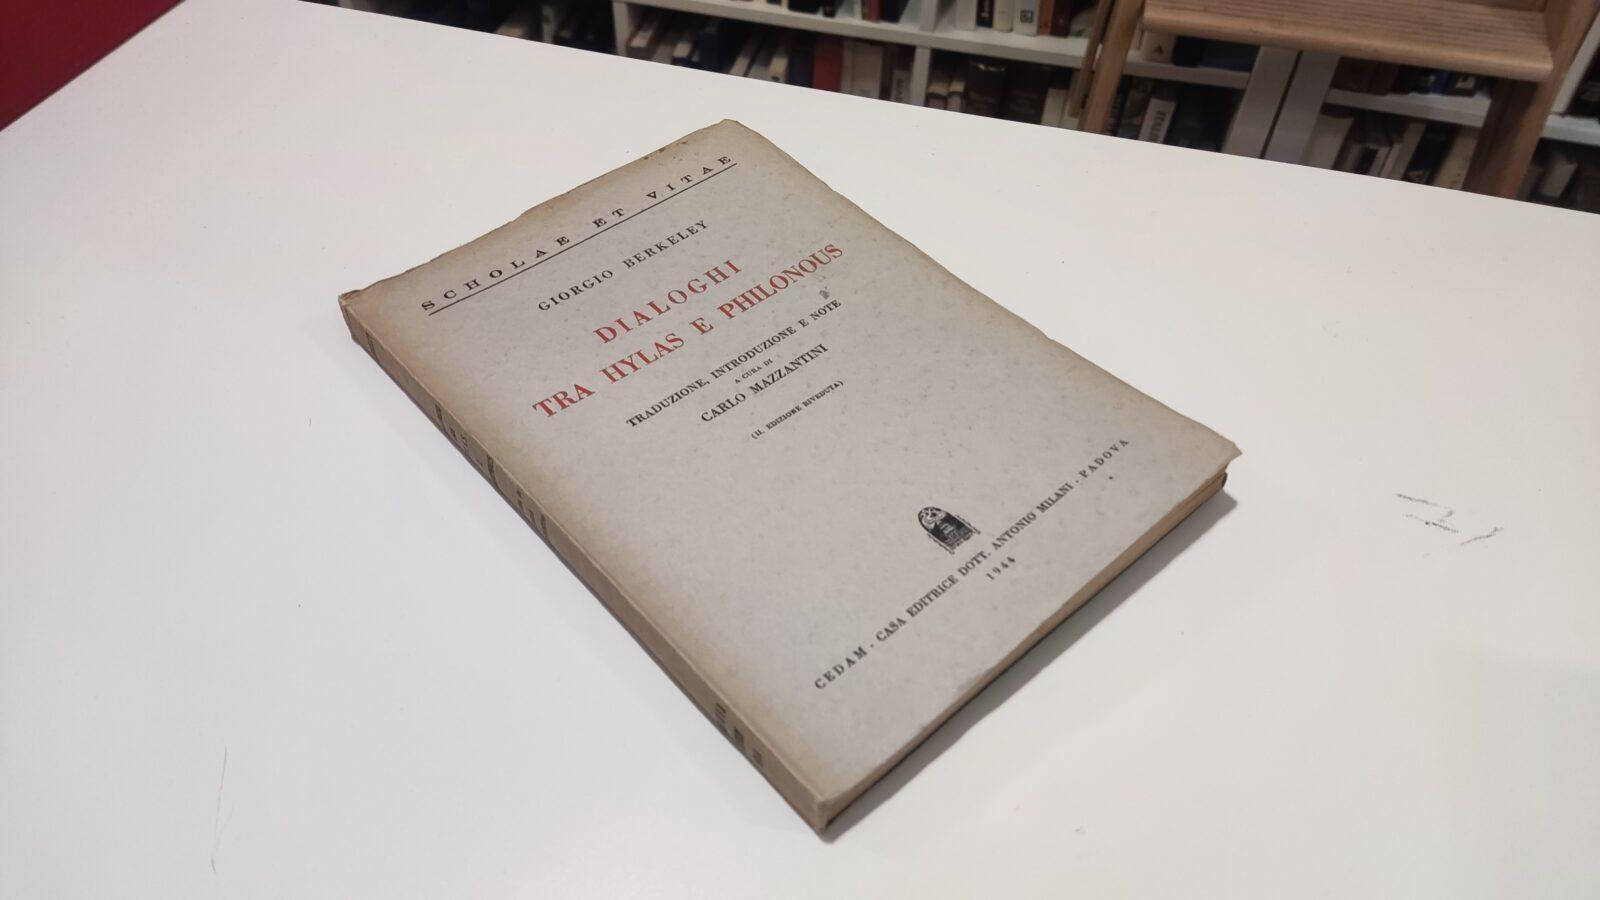 SCHOLAE ET VITAE
GIORGIO BERKELEY
DIALOGHI
TRA HYLAS E PHILONOUS
TRADUZIONE, INTRODUZIONE E NOTE
A CURA DI
CARLO MAZZANTINI
(II. EDIZIONE RIVEDUTA)
CEDAM - CASA EDITRICE DOTT. ANTONIO MILANI - PADOVA
1944